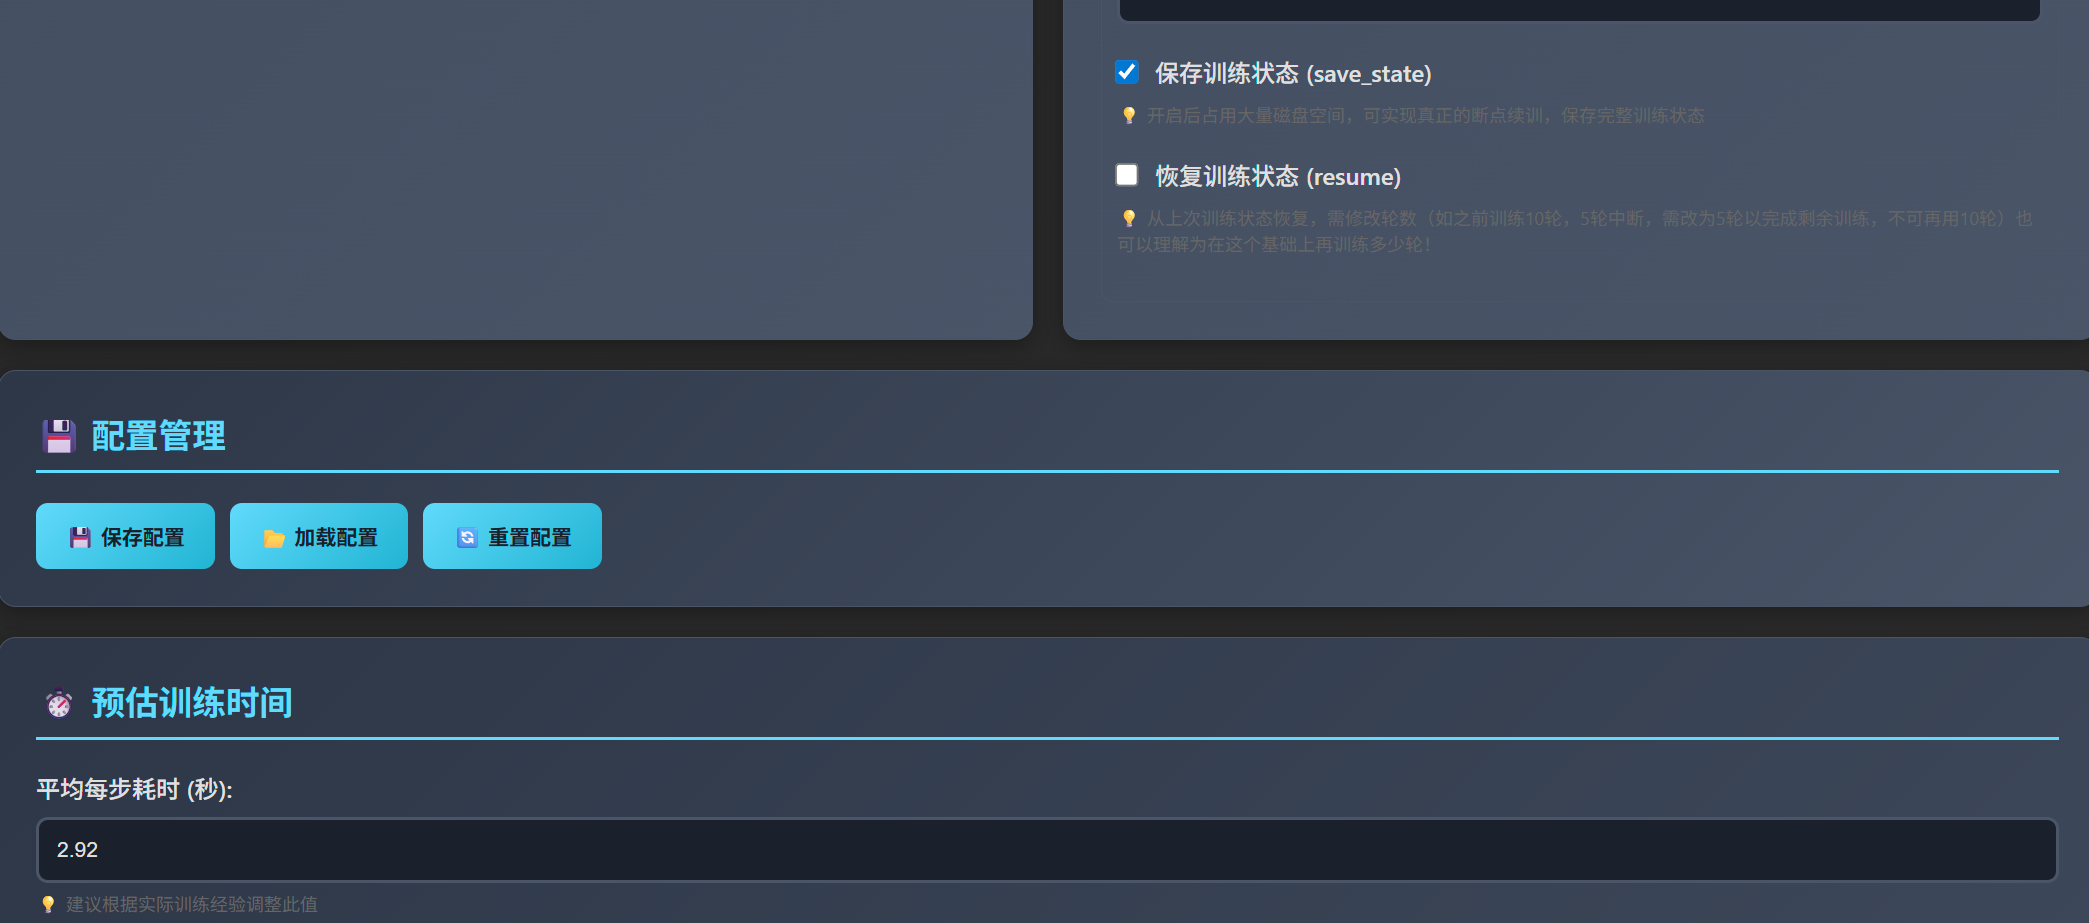 保存训练状态 (save_state)
💡 开启后占用大量磁盘空间，可实现真正的断点续训，保存完整训练状态
恢复训练状态 (resume)
💡 从上次训练状态恢复，需修改轮数（如之前训练10轮，5轮中断，需改为5轮以完成剩余训练，不可再用10轮）也
可以理解为在这个基础上再训练多少轮！
💾 配置管理
💾 保存配置
📂 加载配置
🔄 重置配置
⏱️ 预估训练时间
平均每步耗时 (秒):
2.92
💡 建议根据实际训练经验调整此值